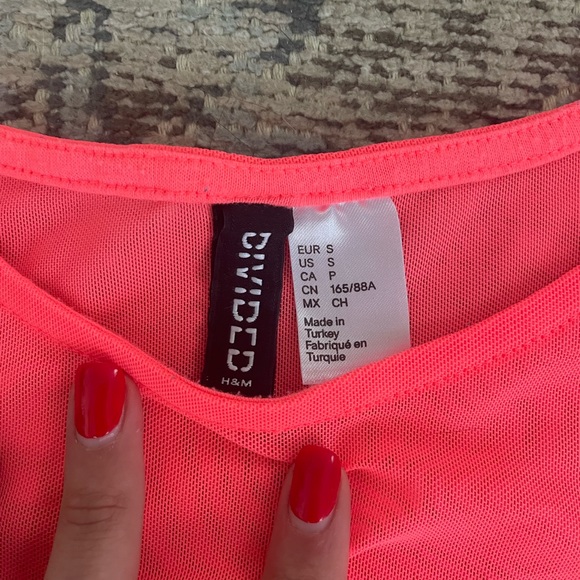 DIVIDED
H&M
EUR S
US S
CA P
CN 165/88A
MX CH
Made in
Turkey
Fabriqué en
Turquie